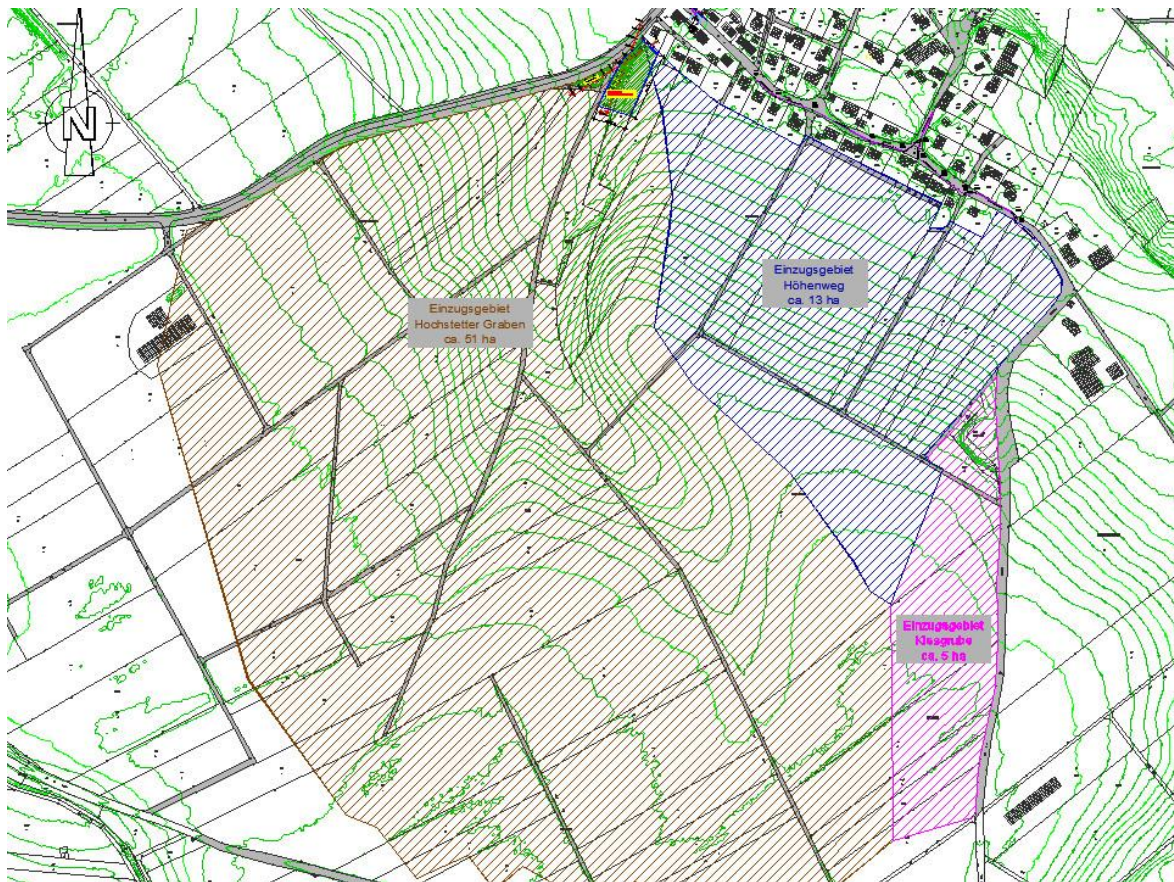 N
Einzugsgebiet
Höhenweg
ca. 13 ha
Einzugsgebiet
Hochstetter Graben
ca. 51 ha
Einzugsgebiet
Kiesgrube
ca. 5 ha